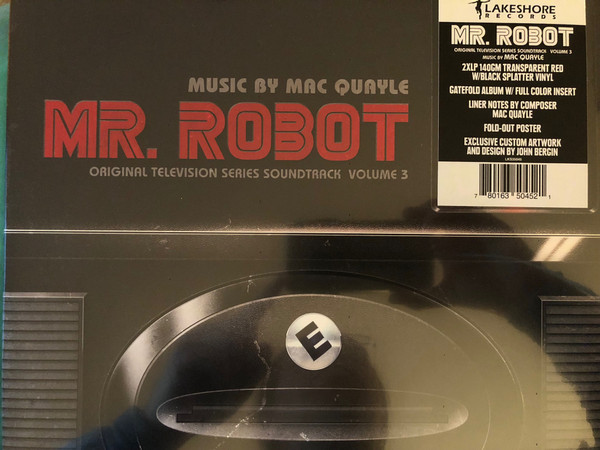 MUSIC BY MAC QUAYLE
MR. ROBOT
ORIGINAL TELEVISION SERIES SOUNDTRACK VOLUME 3
E
LAKESHORE
RECORDS
MR. ROBOT
ORIGINAL TELEVISION SERIES SOUNDTRACK VOLUME 3
MUSIC BY MAC QUAYLE
2XLP 140GM TRANSPARENT RED
W/BLACK SPLATTER VINYL
GATEFOLD ALBUM W/ FULL COLOR INSERT
LINER NOTES BY COMPOSER
MAC QUAYLE
FOLD-OUT POSTER
EXCLUSIVE CUSTOM ARTWORK
AND DESIGN BY JOHN BERGIN
7 80163 50452 1